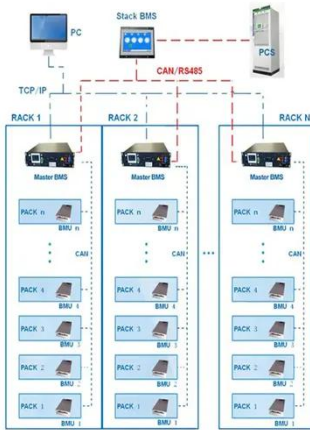 PC
Stack BMS
PCS
CAN/RS485
TCP/IP
RACK 1
RACK 2
RACK N
Master BMS
Master BMS
Master BMS
PACK n
BMU n
PACK n
BMU n
PACK n
BMU n
CAN
CAN
CAN
PACK 4
BMU 4
PACK 4
BMU 4
PACK 4
BMU 4
PACK 3
BMU 3
PACK 3
BMU 3
PACK 3
BMU 3
PACK 2
BMU 2
PACK 2
BMU 2
PACK 2
BMU 2
PACK 1
BMU 1
PACK 1
BMU 1
PACK 1
BMU 1